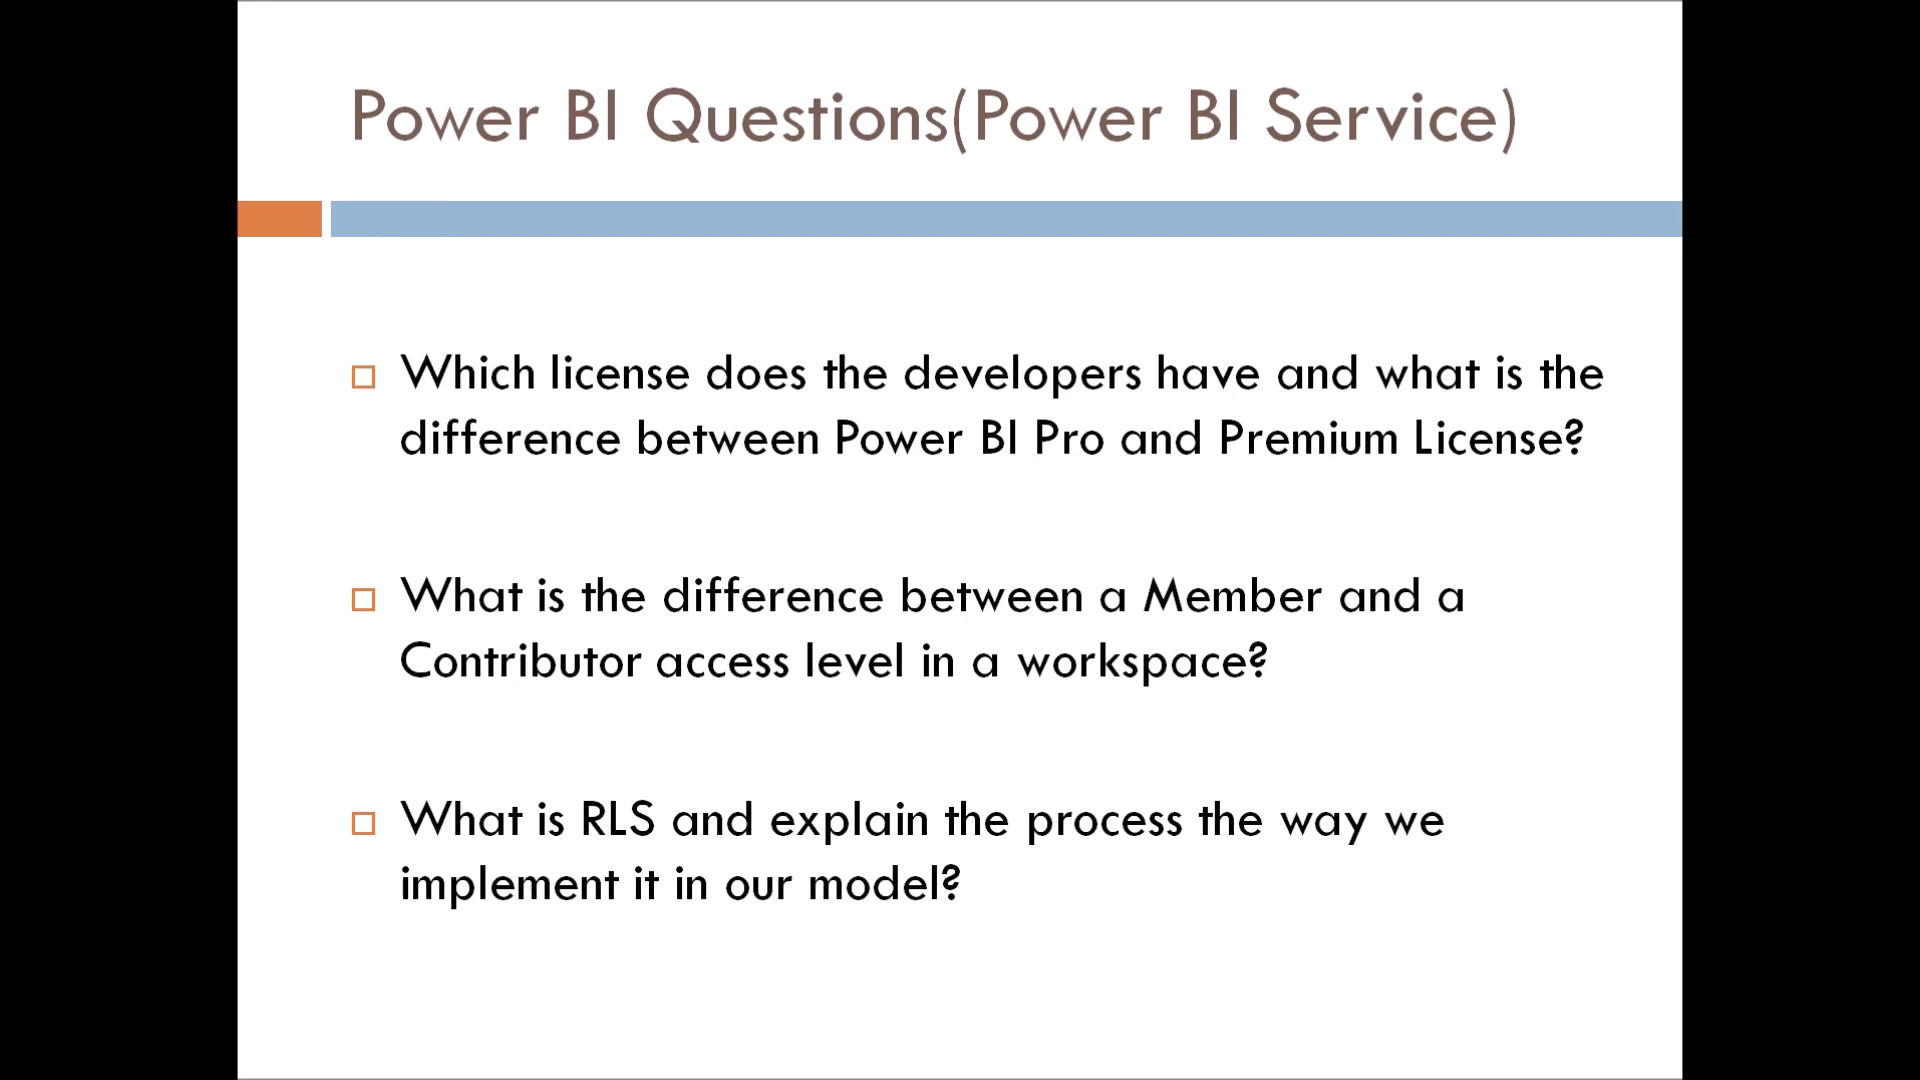 Power BI Questions(Power BI Service)
Which license does the developers have and what is the
difference between Power BI Pro and Premium License?
What is the difference between a Member and a
Contributor access level in a workspace?
What is RLS and explain the process the way we
implement it in our model?